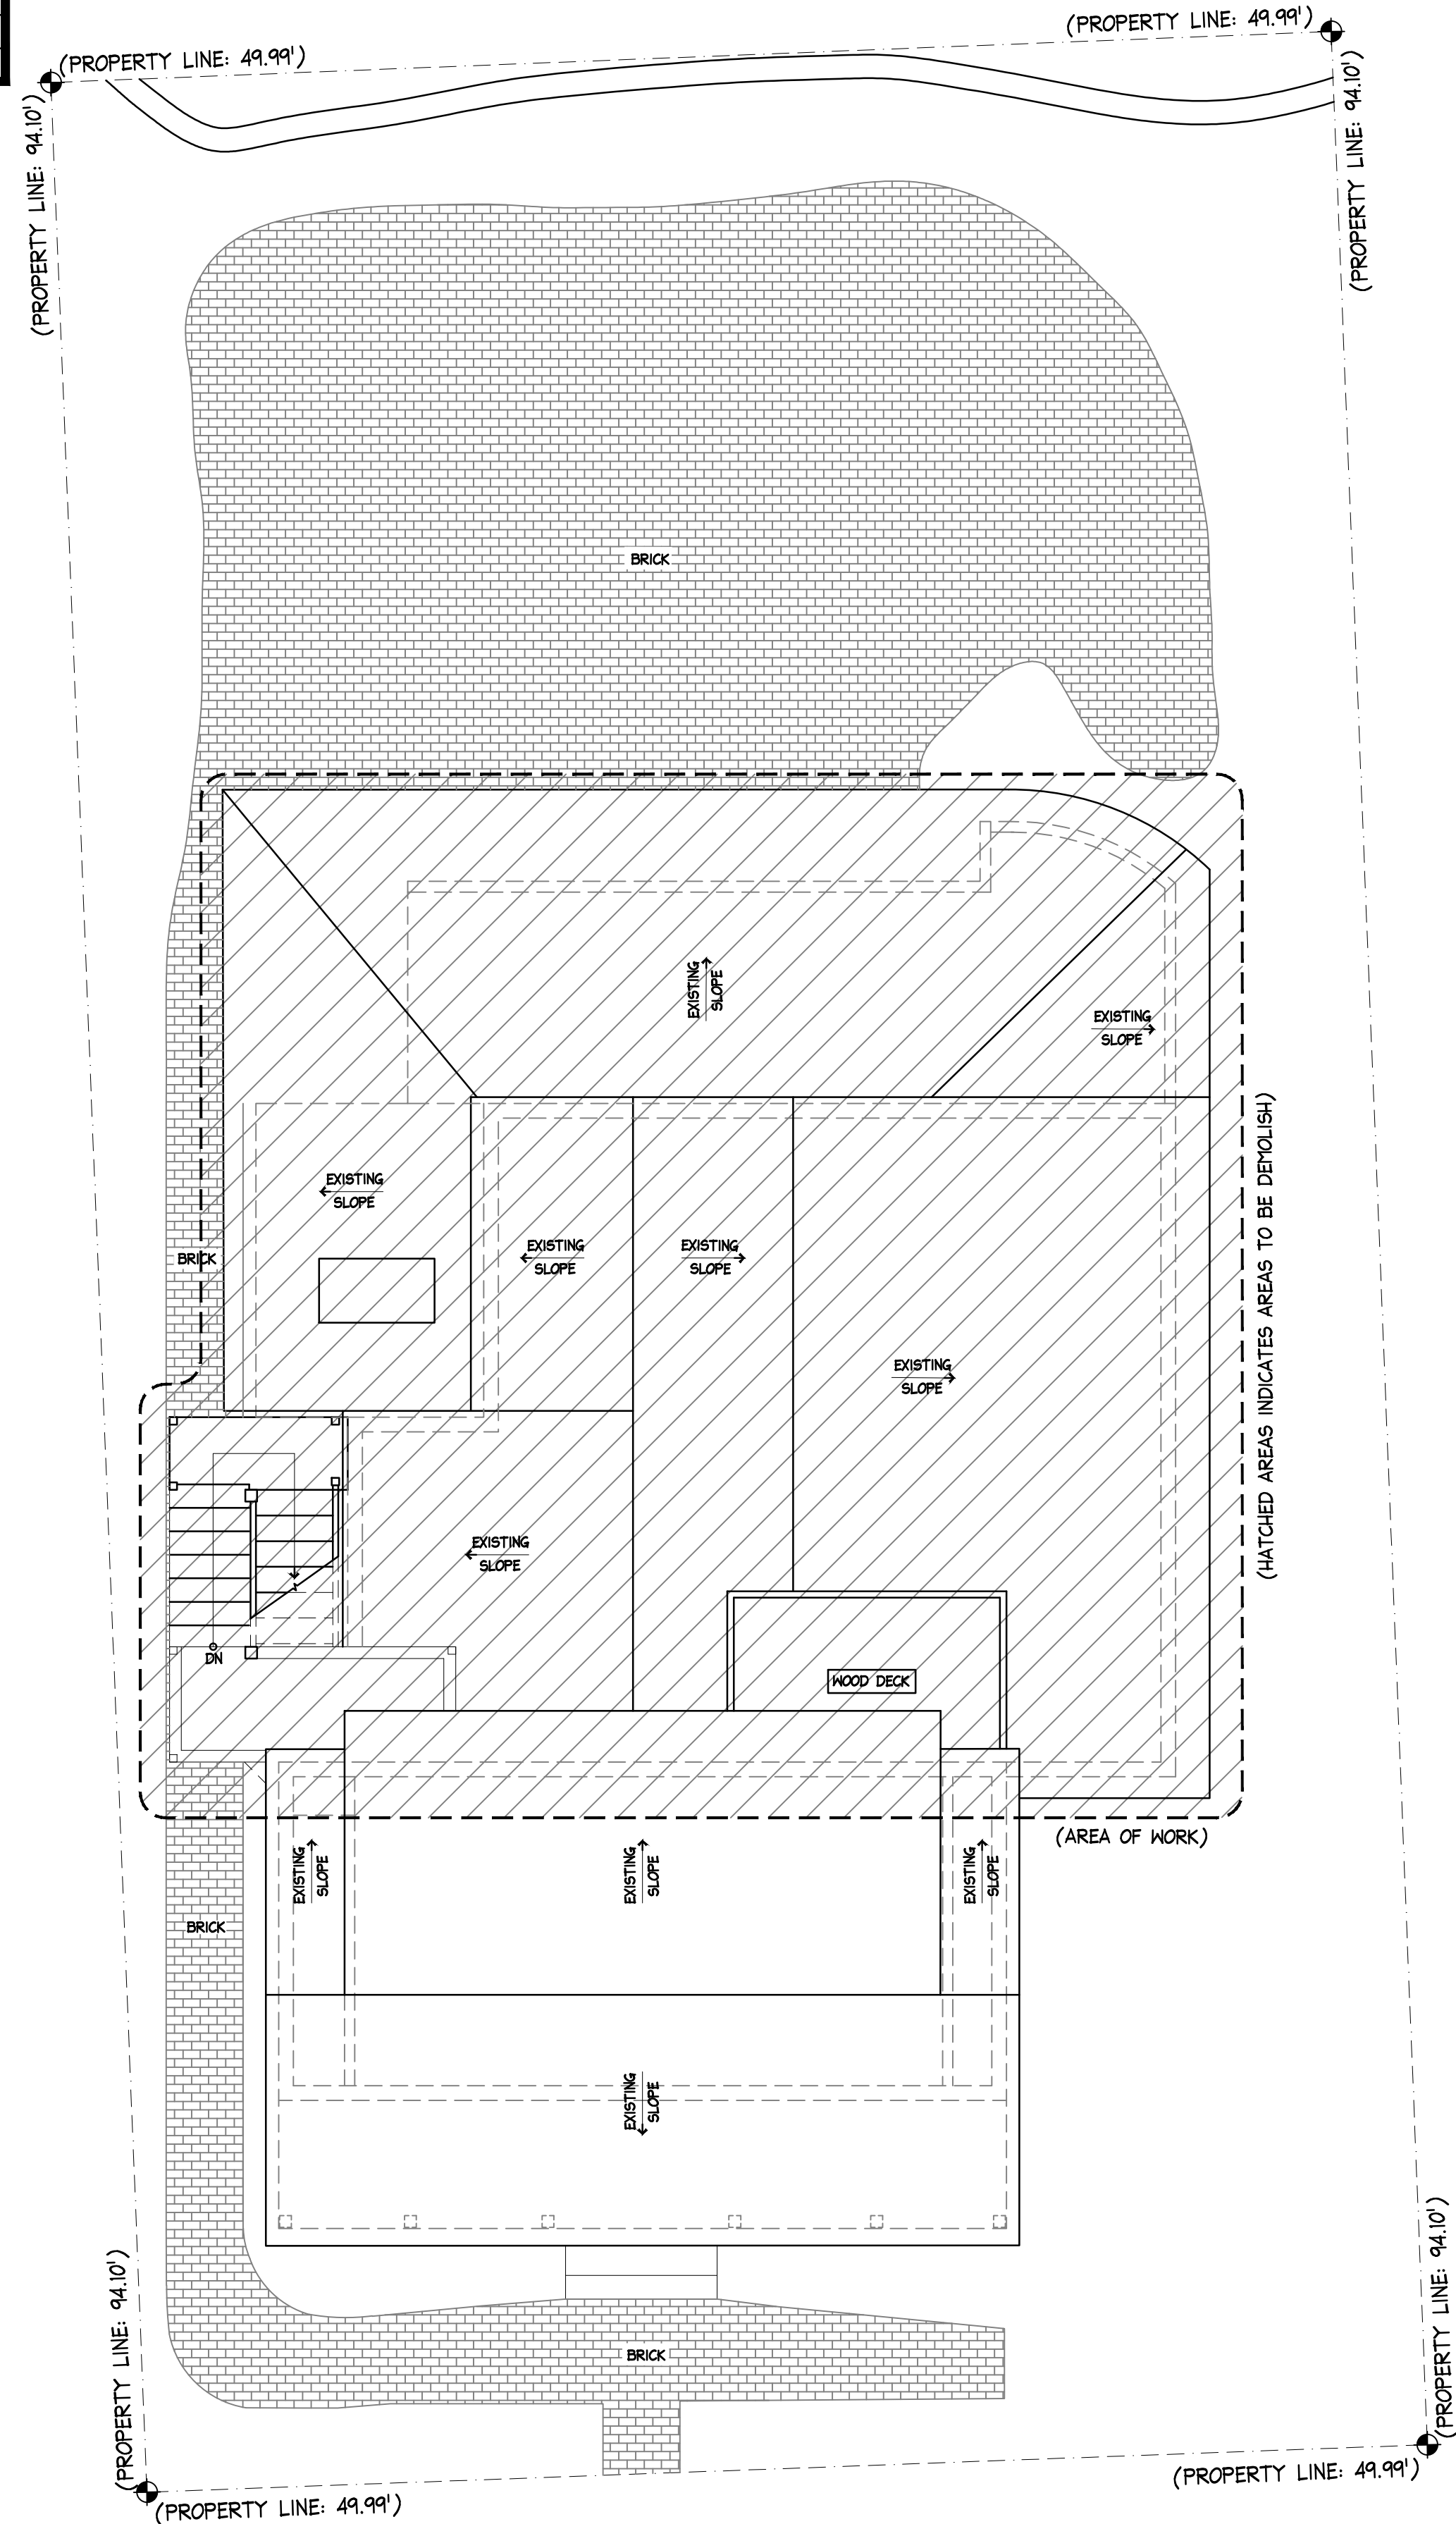 (PROPERTY LINE: 49.99')
(PROPERTY LINE: 49.99')
(PROPERTY LINE: 94.10')
(PROPERTY LINE: 94.10')
BRICK
EXISTING
SLOPE
EXISTING
SLOPE
(HATCHED AREAS INDICATES AREAS TO BE DEMOLISH)
EXISTING
SLOPE
BRICK
EXISTING
SLOPE
EXISTING
SLOPE
EXISTING
SLOPE
EXISTING
SLOPE
DN
WOOD DECK
(AREA OF WORK)
EXISTING
SLOPE
EXISTING
SLOPE
EXISTING
SLOPE
BRICK
EXISTING
SLOPE
BRICK
(PROPERTY LINE: 94.10')
(PROPERTY LINE: 94.10')
(PROPERTY LINE: 49.99')
(PROPERTY LINE: 49.99')